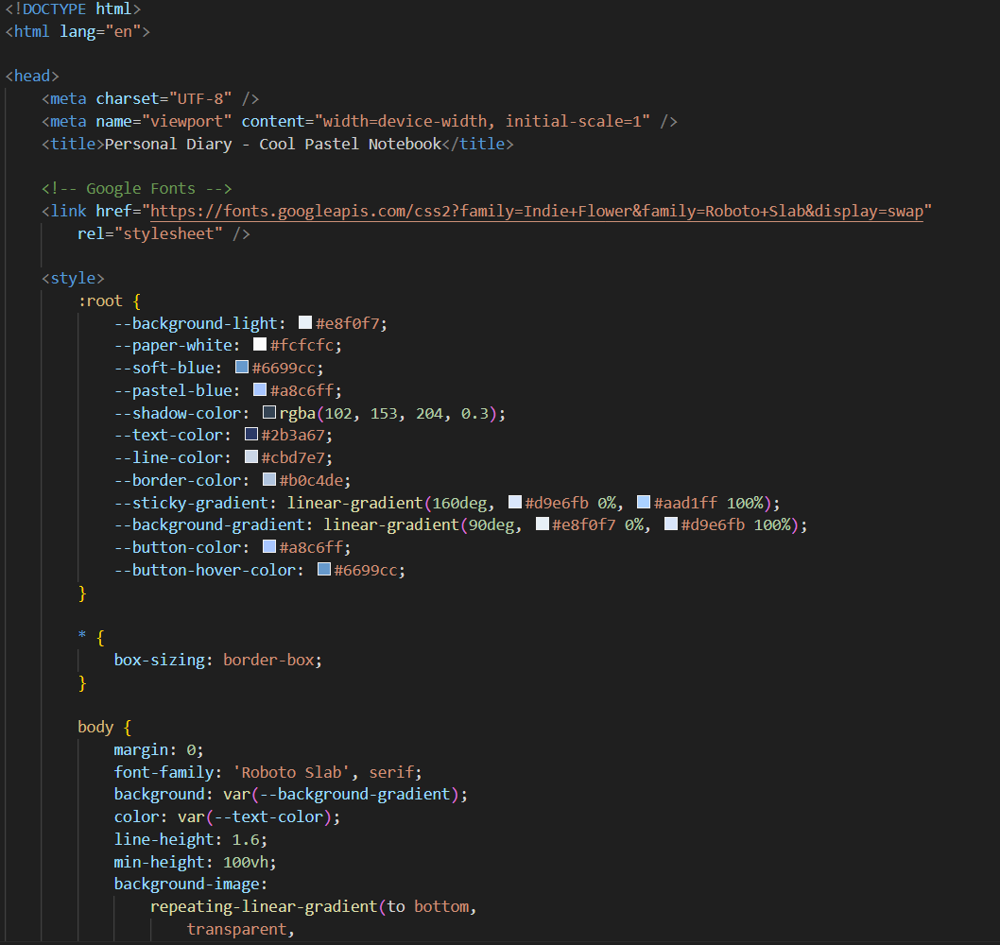 <!DOCTYPE html>
<html lang="en">
<head>
<meta charset="UTF-8" />
<meta name="viewport" content="width=device-width, initial-scale=1" />
<title>Personal Diary - Cool Pastel Notebook</title>
<!-- Google Fonts -->
<link href="https://fonts.googleapis.com/css2?family=Indie+Flower&family=Roboto+Slab&display=swap"
rel="stylesheet" />
<style>
:root {
--background-light: #e8f0f7;
--paper-white: #fcfcfc;
--soft-blue: #6699cc;
--pastel-blue: #a8c6ff;
--shadow-color: rgba(102, 153, 204, 0.3);
--text-color: #2b3a67;
--line-color: #cbd7e7;
--border-color: #b0c4de;
--sticky-gradient: linear-gradient(160deg, #d9e6fb 0%, #aad1ff 100%);
--background-gradient: linear-gradient(90deg, #e8f0f7 0%, #d9e6fb 100%);
--button-color: #a8c6ff;
--button-hover-color: #6699cc;
}
* {
box-sizing: border-box;
}
body {
margin: 0;
font-family: 'Roboto Slab', serif;
background: var(--background-gradient);
color: var(--text-color);
line-height: 1.6;
min-height: 100vh;
background-image:
repeating-linear-gradient(to bottom,
transparent,